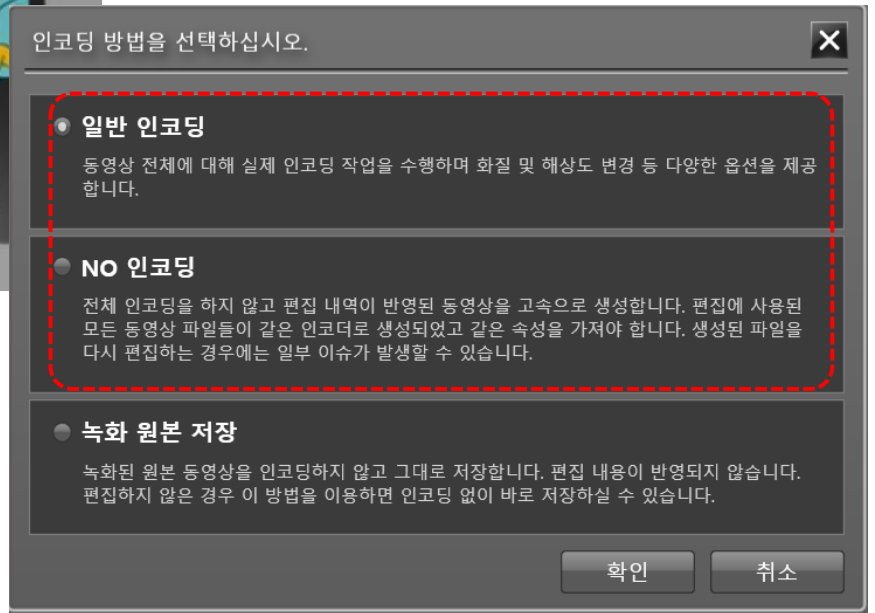 인코딩 방법을 선택하십시오.
일반 인코딩
동영상 전체에 대해 실제 인코딩 작업을 수행하며 화질 및 해상도 변경 등 다양한 옵션을 제공
합니다.
NO 인코딩
전체 인코딩을 하지 않고 편집 내역이 반영된 동영상을 고속으로 생성합니다. 편집에 사용된
모든 동영상 파일들이 같은 인코더로 생성되었고 같은 속성을 가져야 합니다. 생성된 파일을
다시 편집하는 경우에는 일부 이슈가 발생할 수 있습니다.
녹화 원본 저장
녹화된 원본 동영상을 인코딩하지 않고 그대로 저장합니다. 편집 내용이 반영되지 않습니다.
편집하지 않은 경우 이 방법을 이용하면 인코딩 없이 바로 저장하실 수 있습니다.
확인 취소